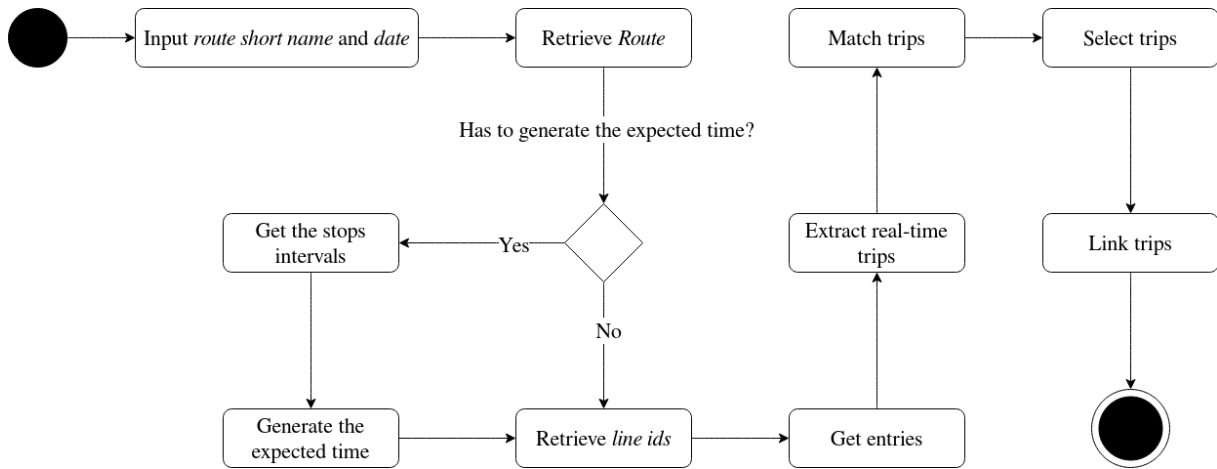 Input route short name and date
Retrieve Route
Has to generate the expected time?
Yes
Get the stops
intervals
Generate the
expected time
No
Retrieve line ids
Get entries
Extract real-time
trips
Match trips
Select trips
Link trips